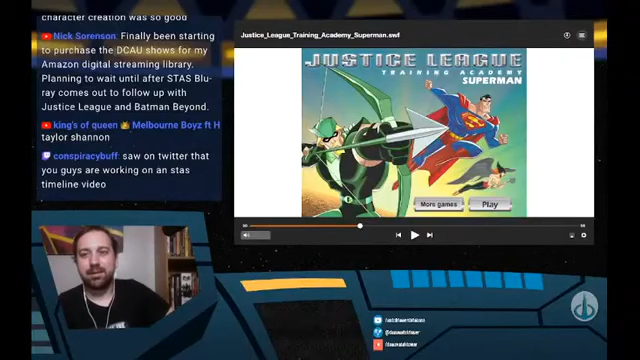 character creation was so good
Nick Sorenson: Finally been starting
to purchase the DCAU shows for my
Amazon digital streaming library.
Planning to wait until after STAS Blu-
ray comes out to follow up with
Justice League and Batman Beyond.
king's of queen Melbourne Boyz ft H
taylor shannon
conspiracybuff: saw on twitter that
you guys are working on an stas
timeline video
Justice_League_Training_Academy_Superman.swf
JUSTICE LEAGUE
TRAINING ACADEMY
SUPERMAN
More games
Play